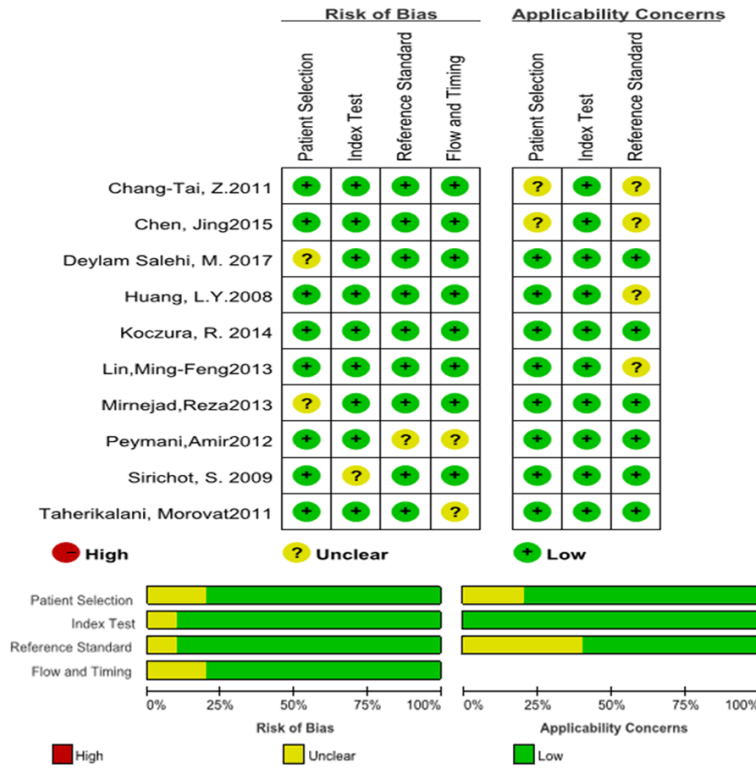 Risk of Bias
Applicability Concerns
Patient Selection
Index Test
Reference Standard
Flow and Timing
Patient Selection
Index Test
Reference Standard
Chang-Tai, Z.2011 + + + + ? + ?
Chen, Jing2015 + + + + ? + ?
Deylam Salehi, M. 2017 ? + + + + + +
Huang, L.Y.2008 + + + + + + ?
Koczura, R. 2014 + + + + + + +
Lin,Ming-Feng2013 + + + + + + ?
Mirnejad,Reza2013 ? + + + + + +
Peymani,Amir2012 + + ? ? + + +
Sirichot, S. 2009 + ? + + + + +
Taherikalani, Morovat2011 + + + ? + + +
- High ? Unclear + Low
Patient Selection
Index Test
Reference Standard
Flow and Timing
0% 25% 50% 75% 100% 0% 25% 50% 75% 100%
Risk of Bias Applicability Concerns
High Unclear Low